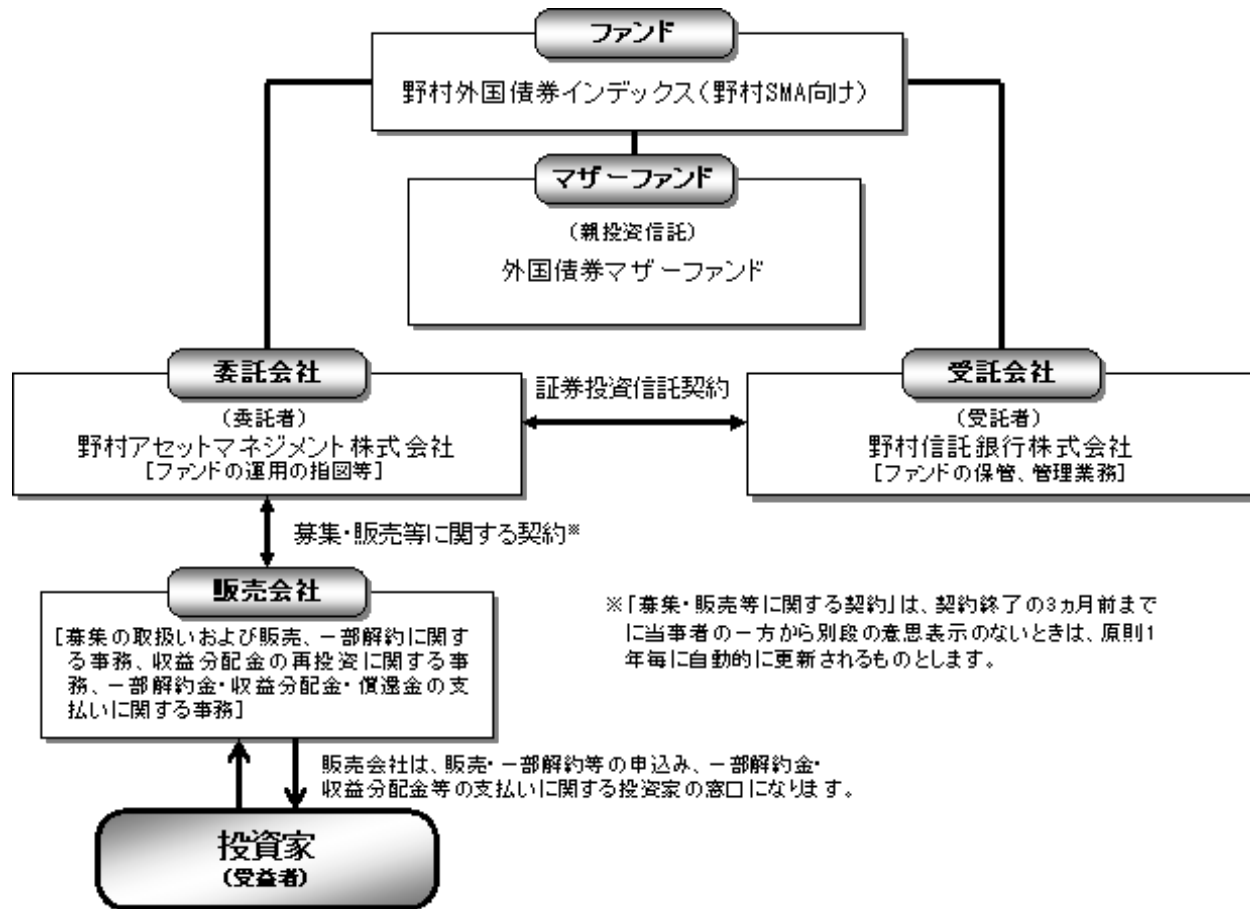 ファンド
野村外国債券インデックス(野村SMA向け)
マザーファンド
(親投資信託)
外国債券マザーファンド
委託会社
(委託者)
野村アセットマネジメント株式会社
[ファンドの運用の指図等]
証券投資信託契約
受託会社
(受託者)
野村信託銀行株式会社
[ファンドの保管、管理業務]
募集・販売等に関する契約※
販売会社
[募集の取扱いおよび販売、一部解約に関す
る事務、収益分配金の再投資に関する事
務、一部解約金・収益分配金・償還金の支
払いに関する事務]
※「募集・販売等に関する契約」は、契約終了の3ヵ月前まで
に当事者の一方から別段の意思表示のないときは、原則1
年毎に自動的に更新されるものとします。
販売会社は、販売・一部解約等の申込み、一部解約金・
収益分配金等の支払いに関する投資家の窓口になります。
投資家
(受益者)